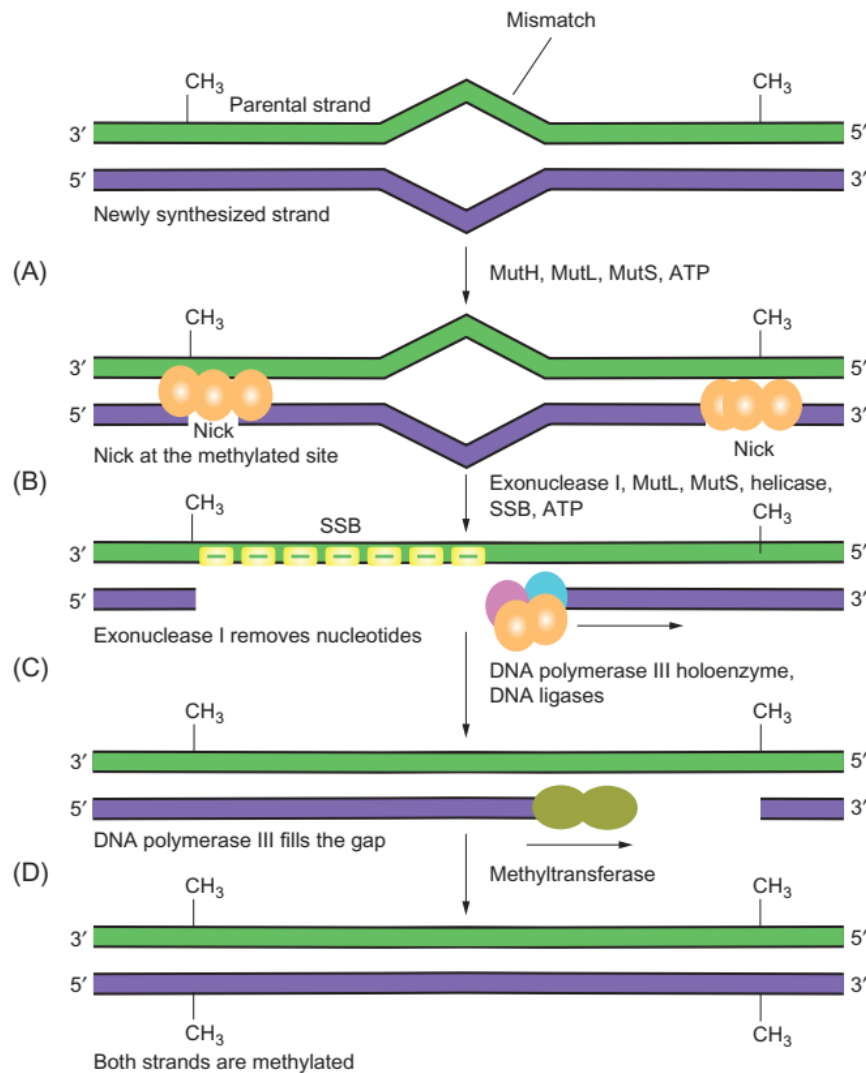 Mismatch
CH3
CH3
Parental strand
3′
5′
5′
3′
Newly synthesized strand
(A)
MutH, MutL, MutS, ATP
CH3
CH3
3′
5′
5′
3′
Nick
Nick
Nick at the methylated site
(B)
Exonuclease I, MutL, MutS, helicase,
SSB, ATP
CH3
SSB
CH3
3′
5′
5′
3′
Exonuclease I removes nucleotides
(C)
DNA polymerase III holoenzyme,
DNA ligases
CH3
CH3
3′
5′
5′
3′
DNA polymerase III fills the gap
(D)
Methyltransferase
CH3
CH3
3′
5′
5′
3′
CH3
CH3
Both strands are methylated